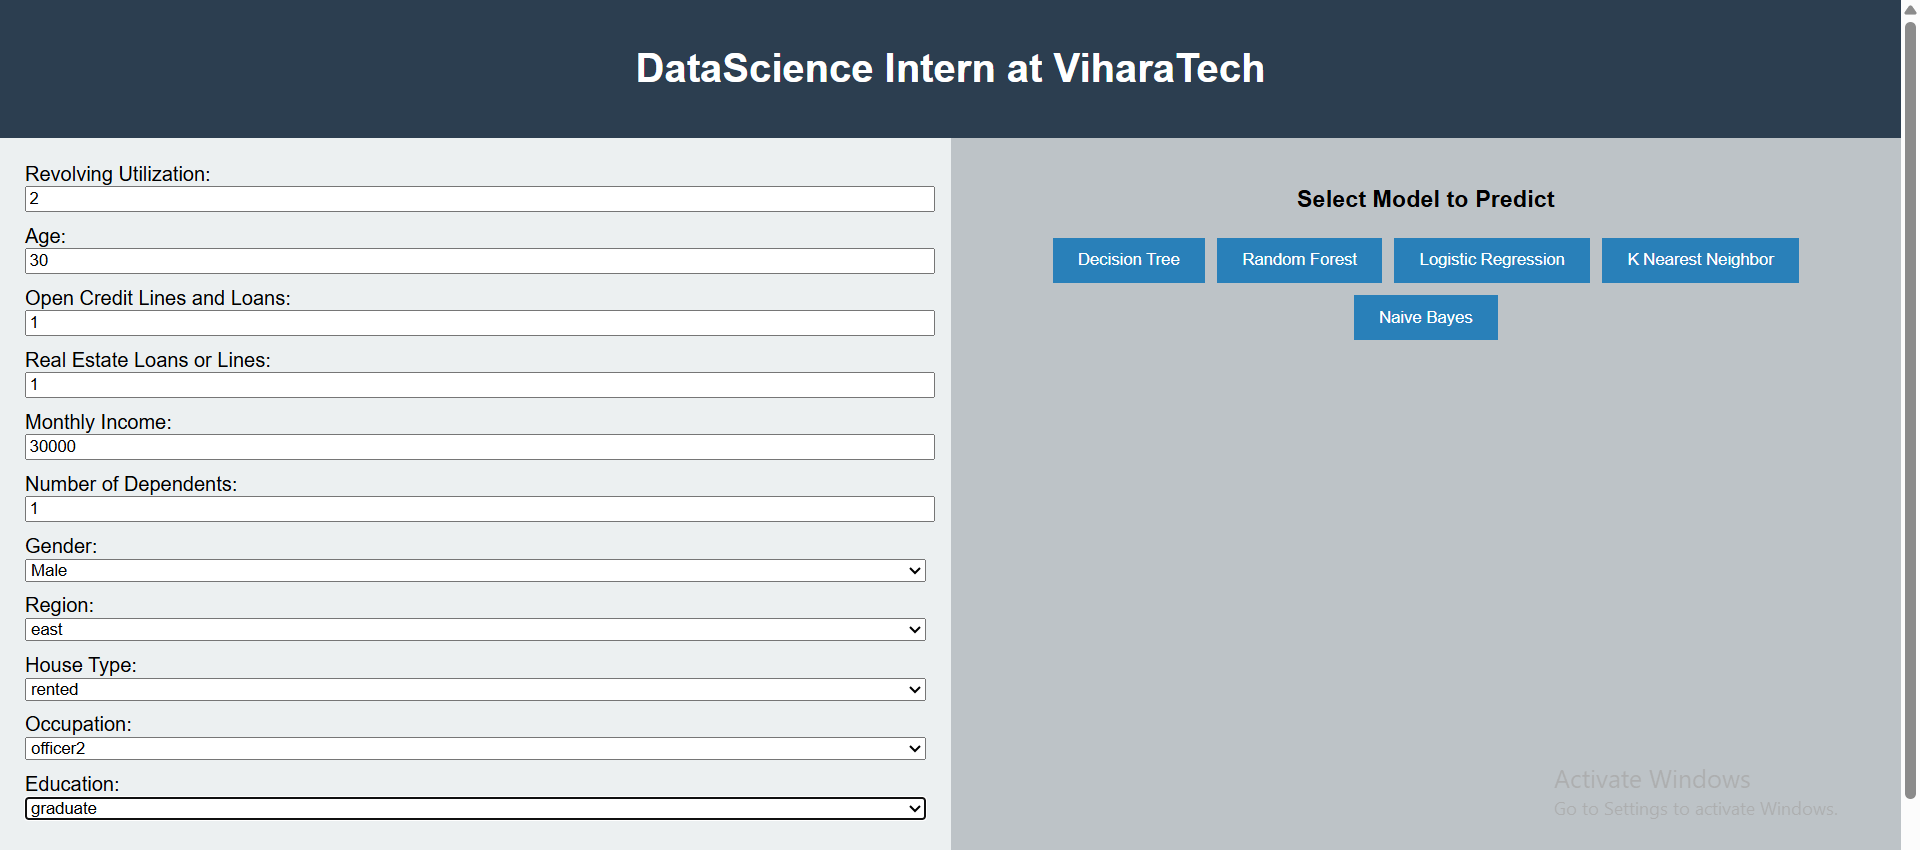 DataScience Intern at ViharaTech
Revolving Utilization:
2
Age:
30
Open Credit Lines and Loans:
1
Real Estate Loans or Lines:
1
Monthly Income:
30000
Number of Dependents:
1
Gender:
Male
Region:
east
House Type:
rented
Occupation:
officer2
Education:
graduate
Select Model to Predict
Decision Tree
Random Forest
Logistic Regression
K Nearest Neighbor
Naive Bayes
Activate Windows
Go to Settings to activate Windows.